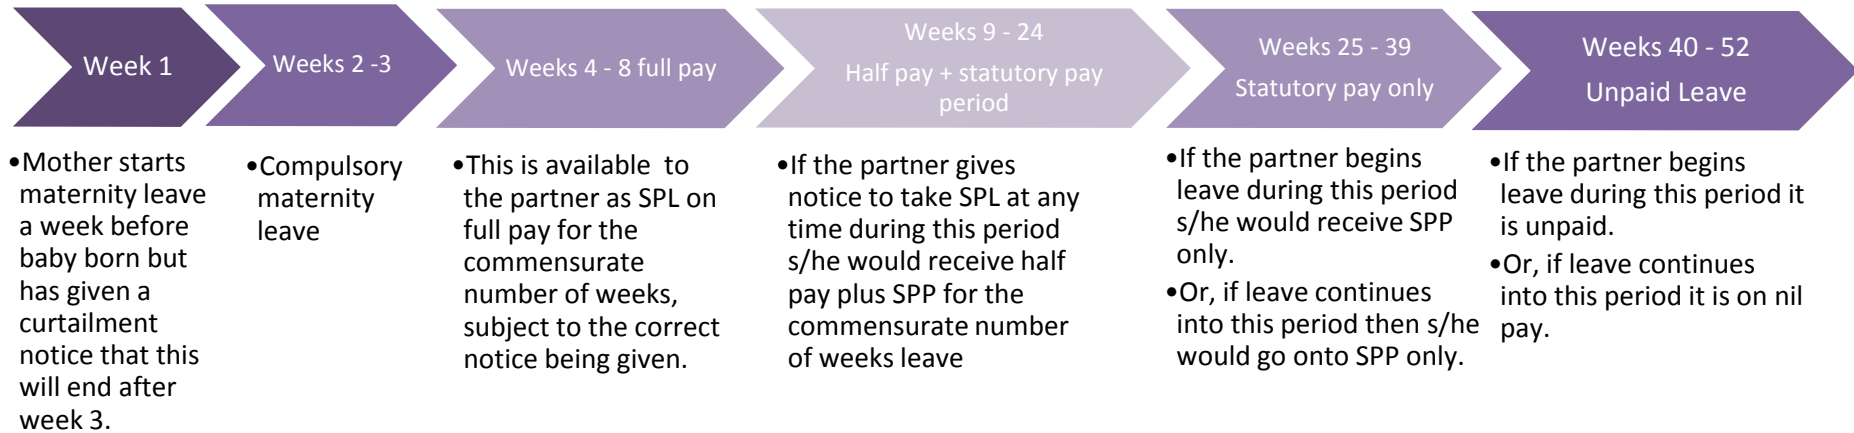 Week 1
Weeks 2 -3
Weeks 4 - 8 full pay
Weeks 9 - 24
Half pay + statutory pay
period
Weeks 25 - 39
Statutory pay only
Weeks 40 - 52
Unpaid Leave
•Mother starts
maternity leave
a week before
baby born but
has given a
curtailment
notice that this
will end after
week 3.
•Compulsory
maternity
leave
•This is available to
the partner as SPL on
full pay for the
commensurate
number of weeks,
subject to the correct
notice being given.
•If the partner gives
notice to take SPL at any
time during this period
s/he would receive half
pay plus SPP for the
commensurate number
of weeks leave
•If the partner begins
leave during this period
s/he would receive SPP
only.
•Or, if leave continues
into this period then s/he
would go onto SPP only.
•If the partner begins
leave during this period it
is unpaid.
•Or, if leave continues
into this period it is on nil
pay.